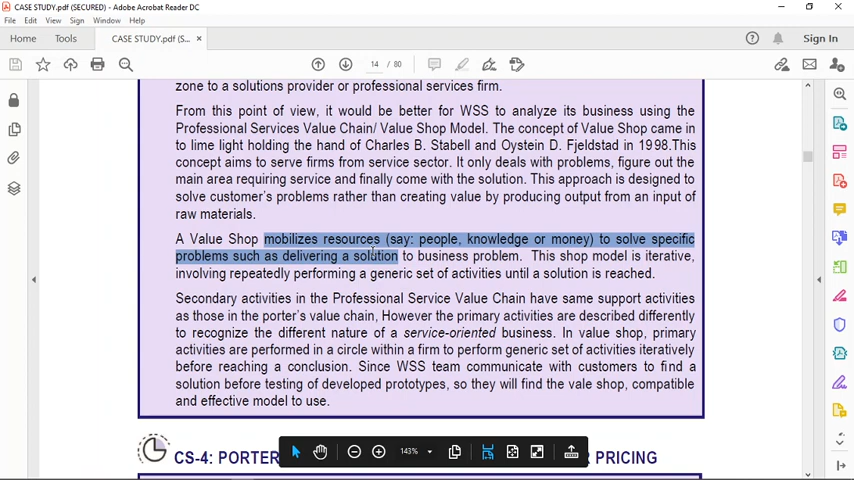 CASE STUDY.pdf (SECURED) - Adobe Acrobat Reader DC
File Edit View Sign Window Help
Home Tools CASE STUDY.pdf (S... × Sign In
14 / 80
zone to a solutions provider or professional services firm.
From this point of view, it would be better for WSS to analyze its business using the
Professional Services Value Chain/ Value Shop Model. The concept of Value Shop came in
to lime light holding the hand of Charles B. Stabell and Oystein D. Fjeldstad in 1998.This
concept aims to serve firms from service sector. It only deals with problems, figure out the
main area requiring service and finally come with the solution. This approach is designed to
solve customer's problems rather than creating value by producing output from an input of
raw materials.
A Value Shop mobilizes resources (say: people, knowledge or money) to solve specific
problems such as delivering a solution to business problem. This shop model is iterative,
involving repeatedly performing a generic set of activities until a solution is reached.
Secondary activities in the Professional Service Value Chain have same support activities
as those in the porter's value chain, However the primary activities are described differently
to recognize the different nature of a service-oriented business. In value shop, primary
activities are performed in a circle within a firm to perform generic set of activities iteratively
before reaching a conclusion. Since WSS team communicate with customers to find a
solution before testing of developed prototypes, so they will find the vale shop, compatible
and effective model to use.
143%
CS-4: PORTER R PRICING